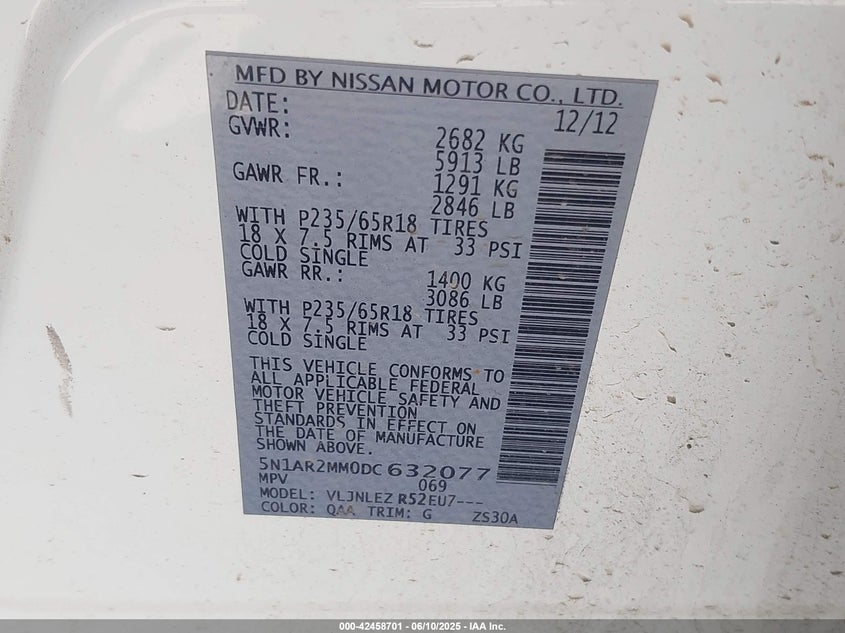 MFD BY NISSAN MOTOR CO., LTD.
DATE: 12/12
GVWR: 2682 KG
5913 LB
GAWR FR.: 1291 KG
2846 LB
WITH P235/65R18 TIRES
18 X 7.5 RIMS AT 33 PSI
COLD SINGLE
GAWR RR.: 1400 KG
3086 LB
WITH P235/65R18 TIRES
18 X 7.5 RIMS AT 33 PSI
COLD SINGLE
THIS VEHICLE CONFORMS TO
ALL APPLICABLE FEDERAL
MOTOR VEHICLE SAFETY AND
THEFT PREVENTION
STANDARDS IN EFFECT ON
THE DATE OF MANUFACTURE
SHOWN ABOVE.
5N1AR2MM0DC632077
MPV 069
MODEL: VLJNLEZ R52EU7---
COLOR: QAA TRIM: G ZS30A
000-42458701 - 06/10/2025 - IAA Inc.